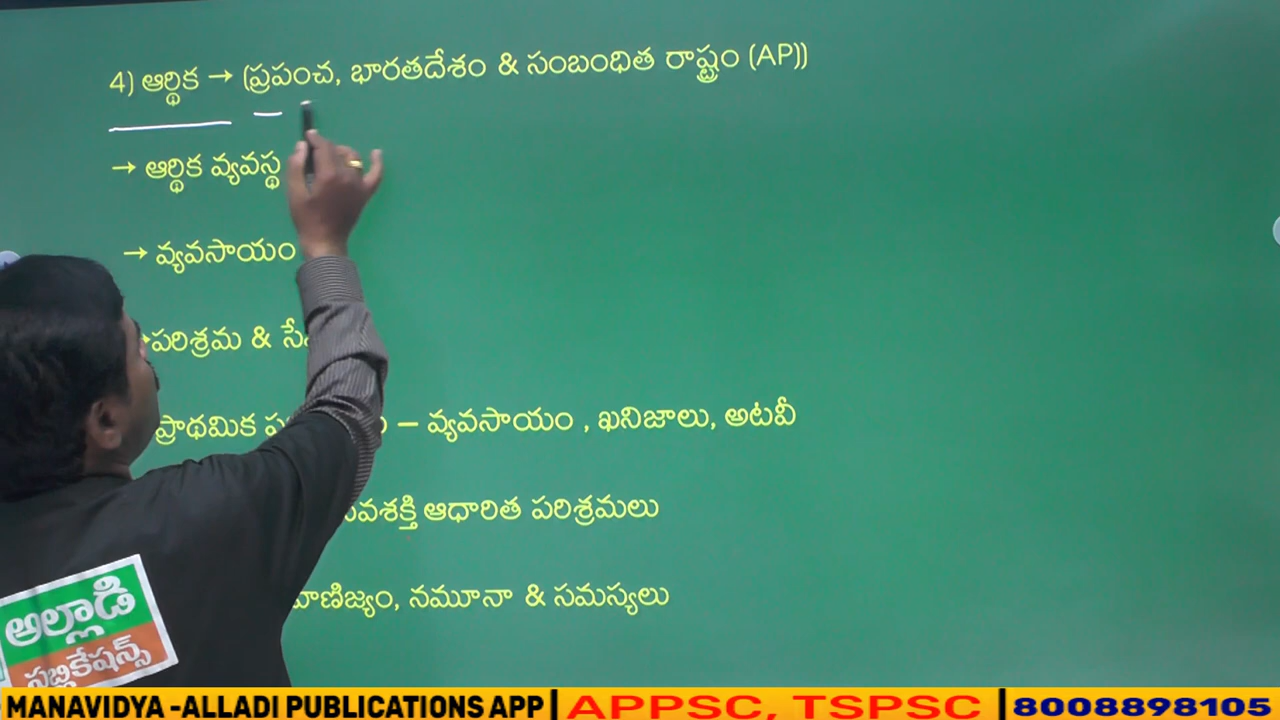 4) ఆర్థిక → (ప్రపంచ, భారతదేశం & సంబంధిత రాష్ట్రం (AP))
→ ఆర్థిక వ్యవస్థ
→ వ్యవసాయం
పరిశ్రమ &
ప్రాథమిక – వ్యవసాయం , ఖనిజాలు, అటవీ
ఆధారిత పరిశ్రమలు
నమూనా & సమస్యలు
అల్లాడి
పబ్లికేషన్స్
MANAVIDYA -ALLADI PUBLICATIONS APP | APPSC, TSPSC | 8008898105